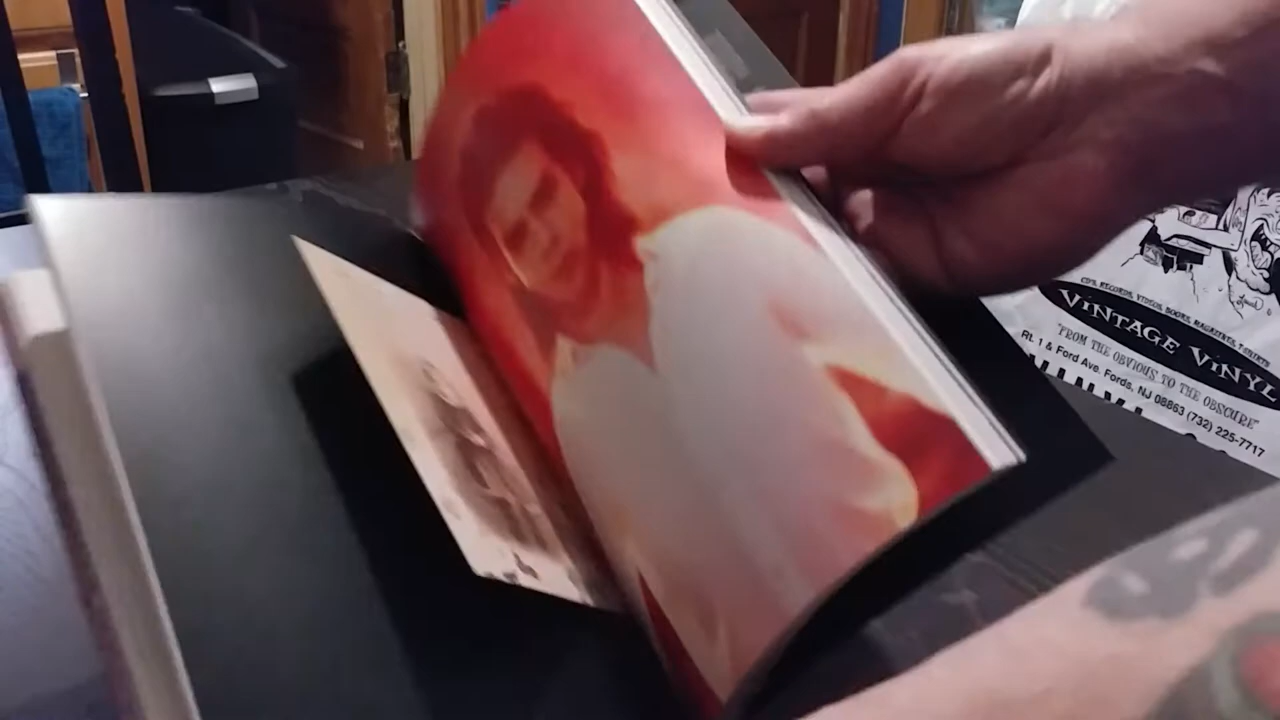 CD'S, RECORDS, VIDEOS, BOOKS, MAGAZINES, T-SHIRTS
VINTAGE VINYL
"FROM THE OBVIOUS TO THE OBSCURE"
Rt. 1 & Ford Ave. Fords, NJ 08863 (732) 225-7717